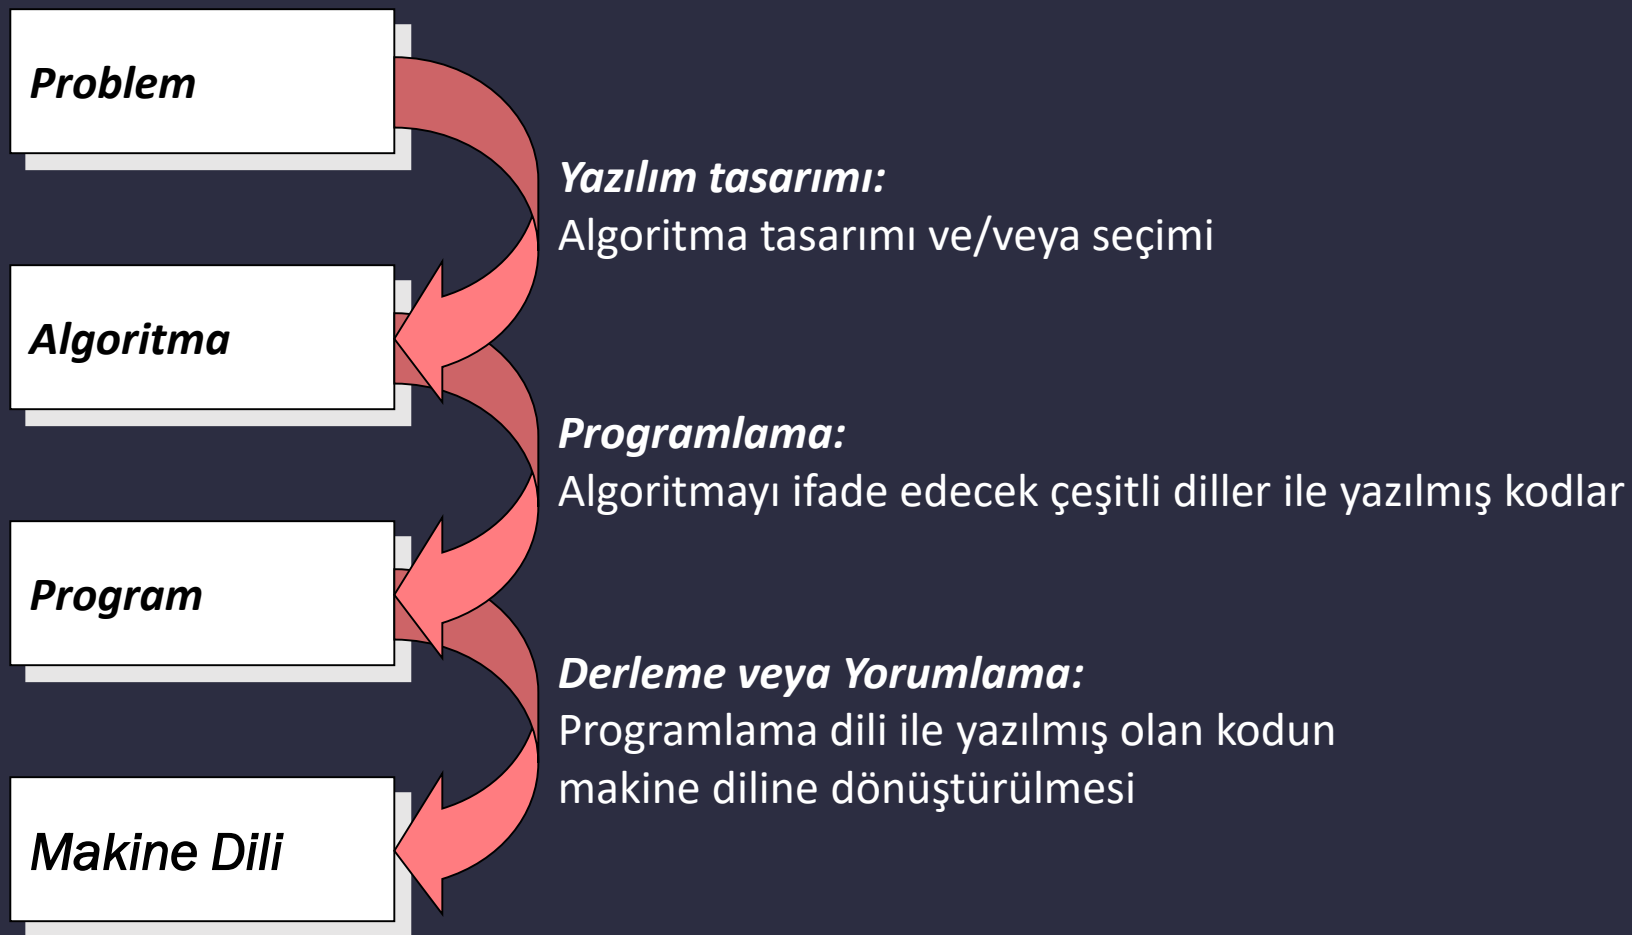 Problem
Yazılım tasarımı:
Algoritma tasarımı ve/veya seçimi
Algoritma
Programlama:
Algoritmayı ifade edecek çeşitli diller ile yazılmış kodlar
Program
Derleme veya Yorumlama:
Programlama dili ile yazılmış olan kodun
makine diline dönüştürülmesi
Makine Dili